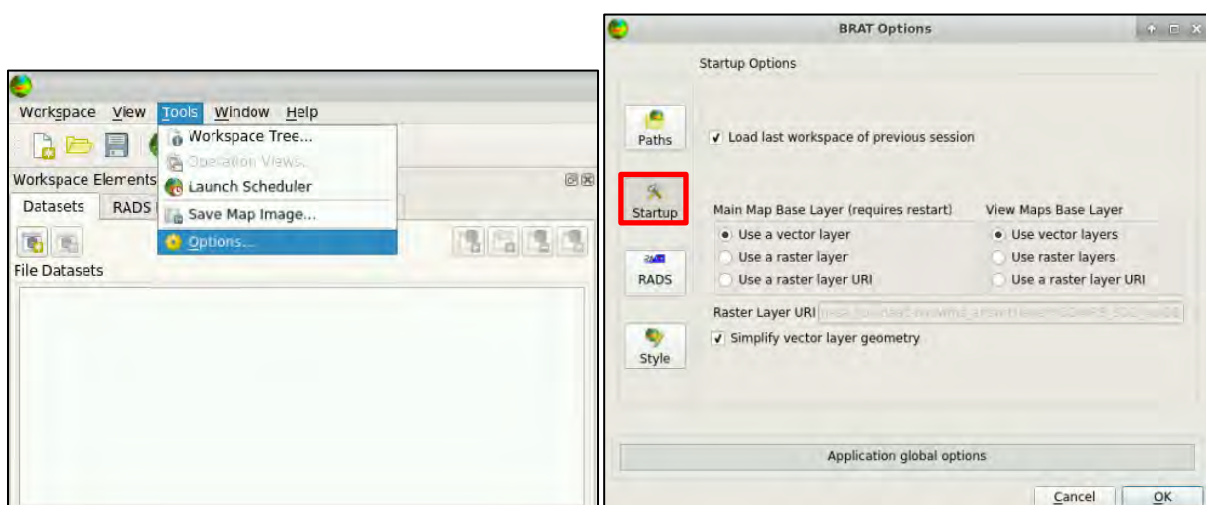 Workspace View Tools Window Help
Workspace Tree...
Operation Views...
Workspace Elements
Launch Scheduler
Datasets RADS
Save Map Image...
Options...
File Datasets
BRAT Options
Startup Options
Paths
Load last workspace of previous session
Startup
Main Map Base Layer (requires restart) View Maps Base Layer
Use a vector layer Use vector layers
Use a raster layer Use raster layers
RADS
Use a raster layer URI Use a raster layer URI
Raster Layer URI
Simplify vector layer geometry
Style
Application global options
Cancel OK